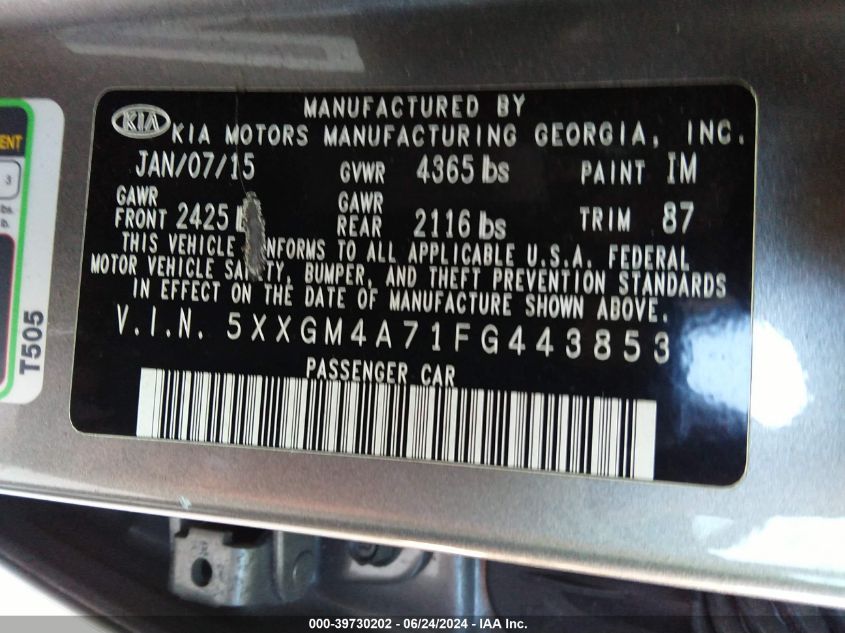 MANUFACTURED BY
KIA
KIA MOTORS MANUFACTURING GEORGIA, INC.
JAN/07/15 GVWR 4365 lbs PAINT IM
GAWR FRONT 2425 GAWR REAR 2116 lbs TRIM 87
THIS VEHICLE NFORMS TO ALL APPLICABLE U.S.A. FEDERAL
MOTOR VEHICLE SA TY, BUMPER, AND THEFT PREVENTION STANDARDS
IN EFFECT ON THE DATE OF MANUFACTURE SHOWN ABOVE.
V.I.N. 5XXGM4A71FG443853
PASSENGER CAR
T505
3
000-39730202 - 06/24/2024 - IAA Inc.